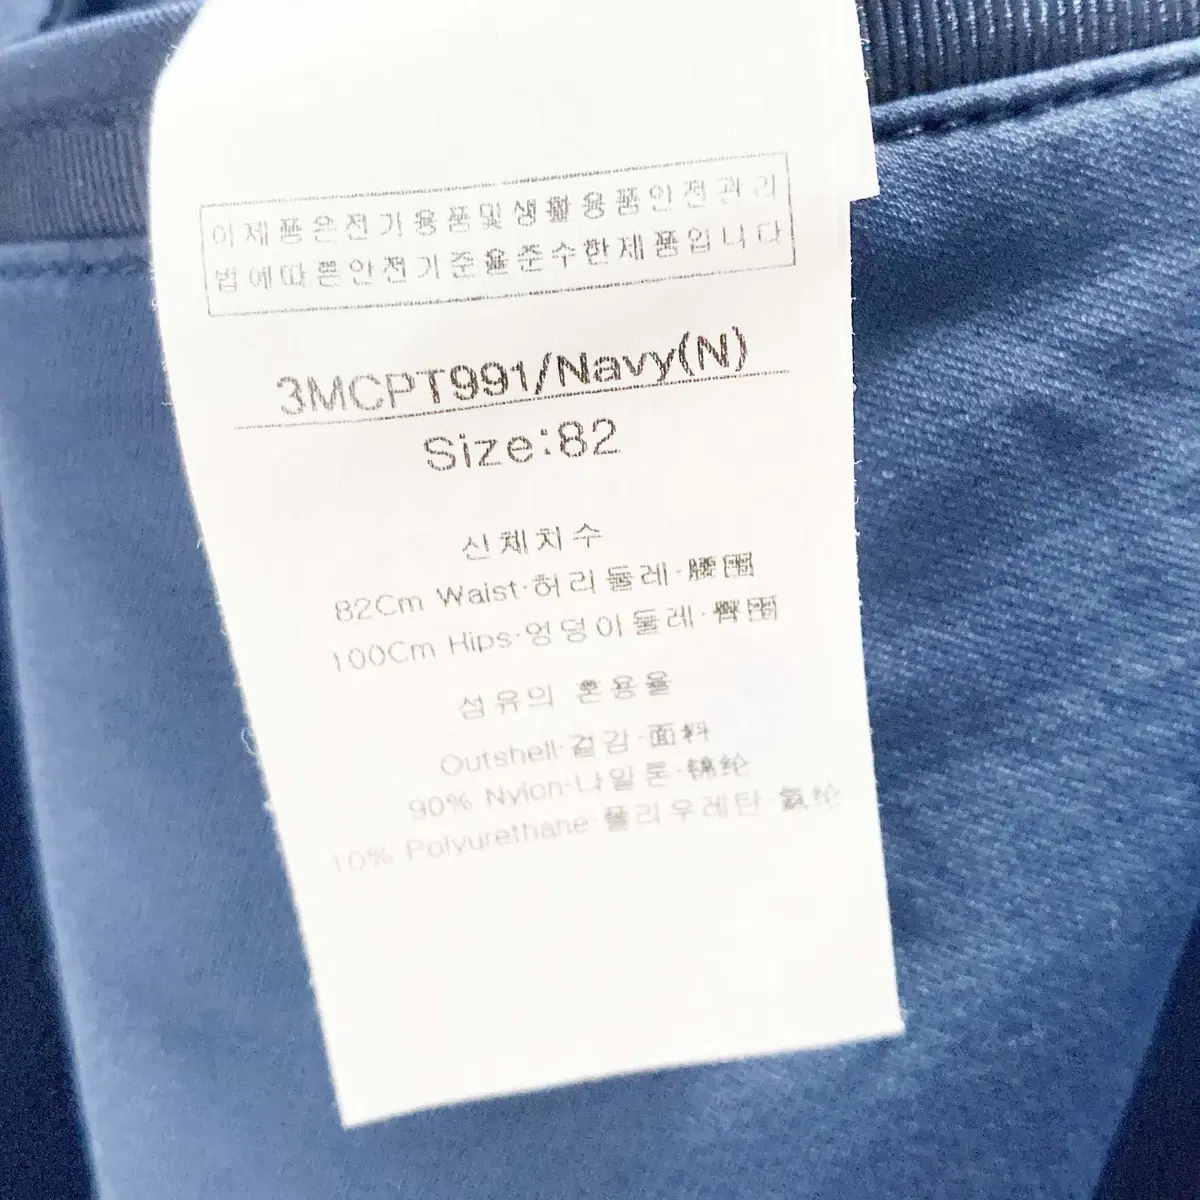 이제품은전기용품및생활용품안전관리
법에따른안전기준을준수한제품입니다
3MCPT991/Navy(N)
Size:82
신체치수
82Cm Waist·허리둘레·腰围
100Cm Hips·엉덩이둘레·臀围
섬유의 혼용율
Outshell·겉감·面料
90% Nylon·나일론·锦纶
10% Polyurethane·폴리우레탄·氨纶